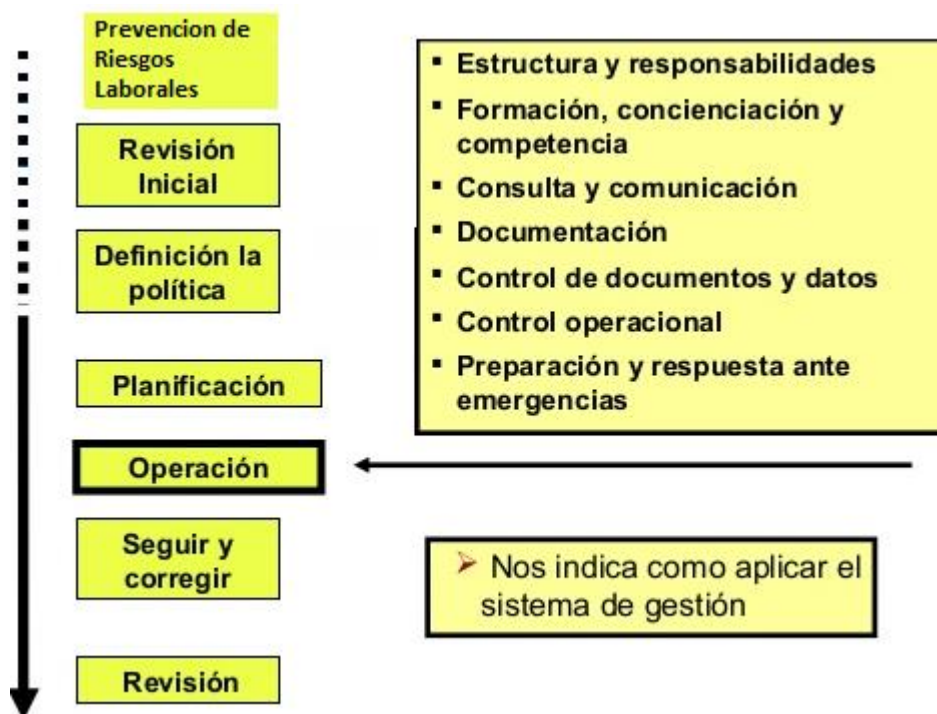 Prevencion de
Riesgos
Laborales
Revisión
Inicial
Definición la
política
Planificación
Operación
Seguir y
corregir
Revisión
▪ Estructura y responsabilidades
▪ Formación, concienciación y
competencia
▪ Consulta y comunicación
▪ Documentación
▪ Control de documentos y datos
▪ Control operacional
▪ Preparación y respuesta ante
emergencias
➢ Nos indica como aplicar el
sistema de gestión